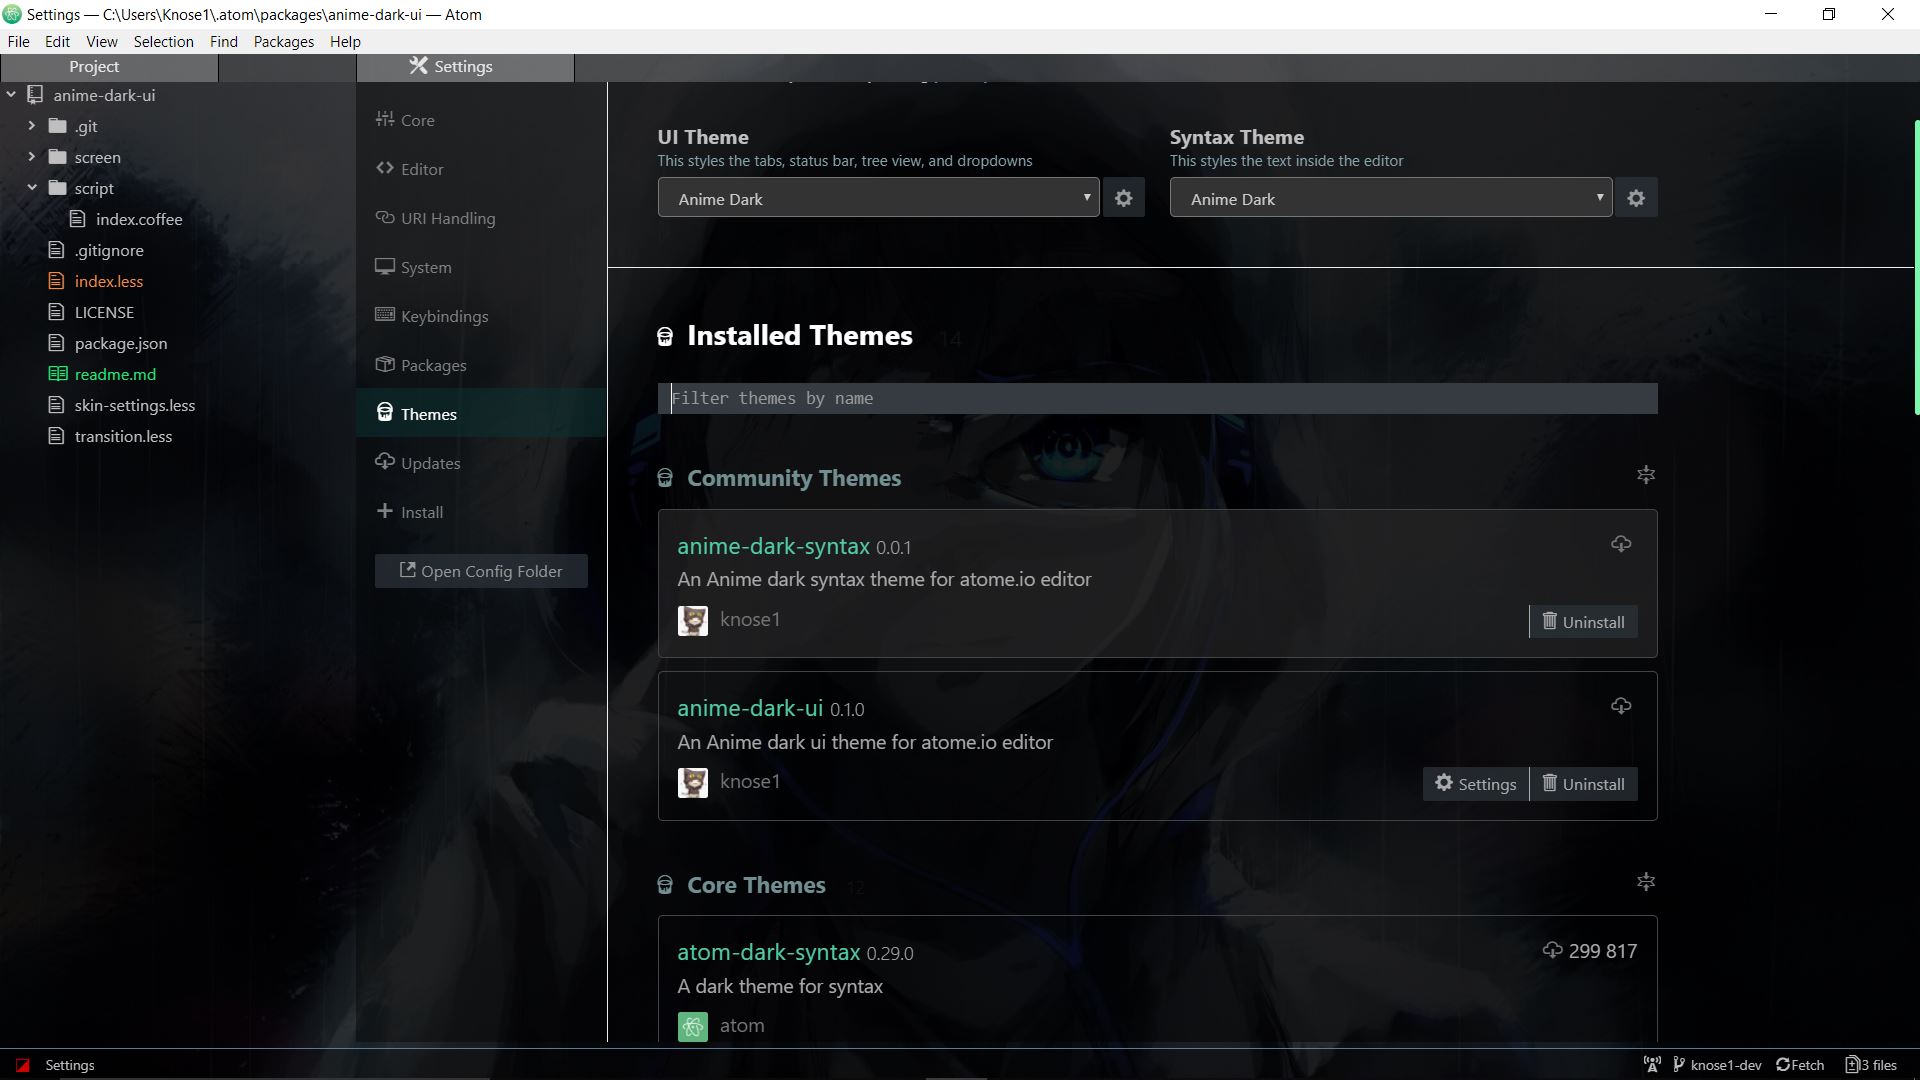 Settings — C:\Users\Knose1\.atom\packages\anime-dark-ui — Atom
File Edit View Selection Find Packages Help
Project
Settings
anime-dark-ui
.git
screen
script
index.coffee
.gitignore
index.less
LICENSE
package.json
readme.md
skin-settings.less
transition.less
Core
Editor
URI Handling
System
Keybindings
Packages
Themes
Updates
Install
Open Config Folder
UI Theme
This styles the tabs, status bar, tree view, and dropdowns
Anime Dark
Syntax Theme
This styles the text inside the editor
Anime Dark
Installed Themes 14
Filter themes by name
Community Themes
anime-dark-syntax 0.0.1
An Anime dark syntax theme for atome.io editor
knose1
Uninstall
anime-dark-ui 0.1.0
An Anime dark ui theme for atome.io editor
knose1
Settings Uninstall
Core Themes 12
atom-dark-syntax 0.29.0
299 817
A dark theme for syntax
atom
Settings
knose1-dev Fetch 3 files